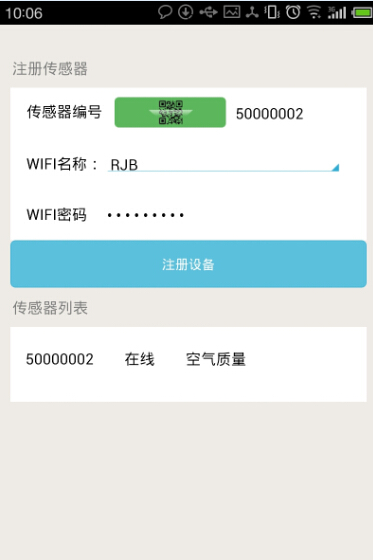 10:06 3G
注册传感器
传感器编号 50000002
WIFI名称： RJB
WIFI密码 •••••••••
注册设备
传感器列表
50000002 在线 空气质量